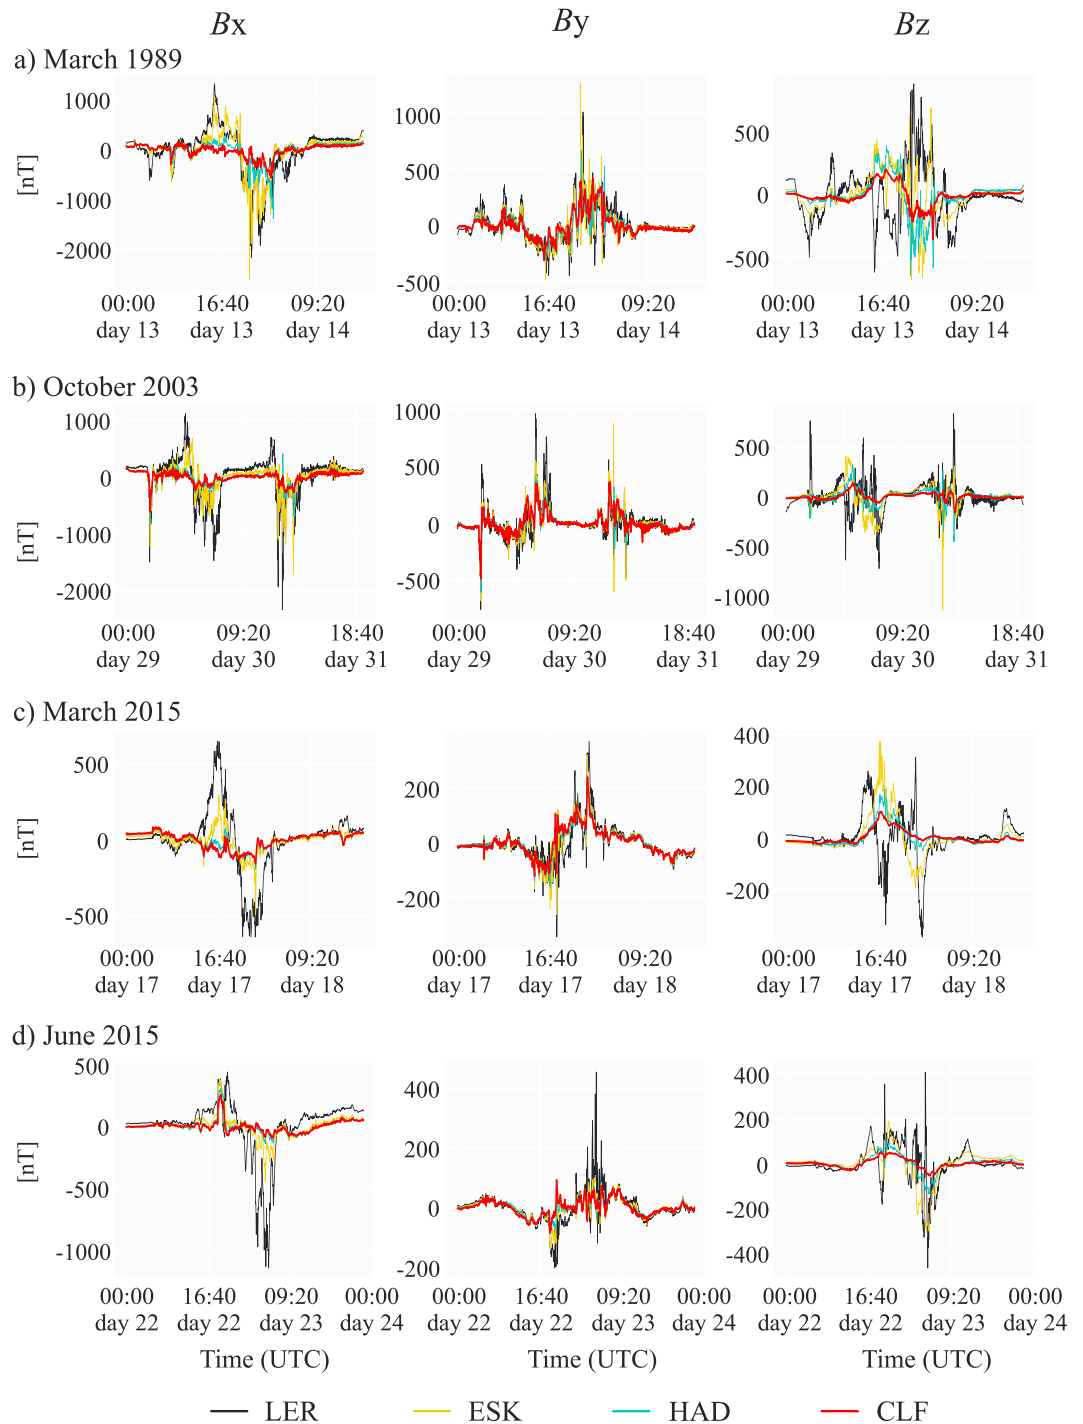 Bx By Bz
a) March 1989
1000
0
-1000
-2000
[nT]
1000
500
0
-500
500
0
-500
00:00 16:40 09:20 00:00 16:40 09:20 00:00 16:40 09:20
day 13 day 13 day 14 day 13 day 13 day 14 day 13 day 13 day 14
b) October 2003
1000
0
-1000
-2000
[nT]
1000
500
0
-500
500
0
-500
-1000
00:00 09:20 18:40 00:00 09:20 18:40 00:00 09:20 18:40
day 29 day 30 day 31 day 29 day 30 day 31 day 29 day 30 day 31
c) March 2015
500
0
-500
[nT]
200
0
-200
400
200
0
-200
00:00 16:40 09:20 00:00 16:40 09:20 00:00 16:40 09:20
day 17 day 17 day 18 day 17 day 17 day 18 day 17 day 17 day 18
d) June 2015
500
0
-500
-1000
[nT]
400
200
0
-200
400
200
0
-200
-400
00:00 16:40 09:20 00:00 00:00 16:40 09:20 00:00 00:00 16:40 09:20 00:00
day 22 day 22 day 23 day 24 day 22 day 22 day 23 day 24 day 22 day 22 day 23 day 24
Time (UTC) Time (UTC) Time (UTC)
LER ESK HAD CLF